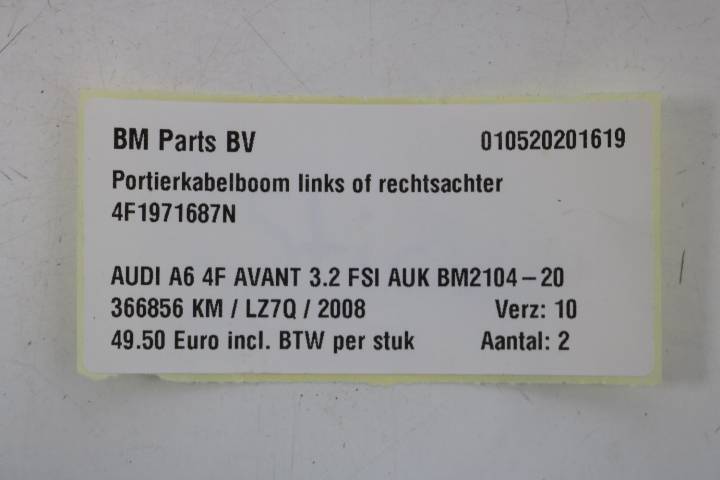 BM Parts BV 010520201619
Portierkabelboom links of rechtsachter
4F1971687N
AUDI A6 4F AVANT 3.2 FSI AUK BM2104-20
366856 KM / LZ7Q / 2008 Verz: 10
49.50 Euro incl. BTW per stuk Aantal: 2